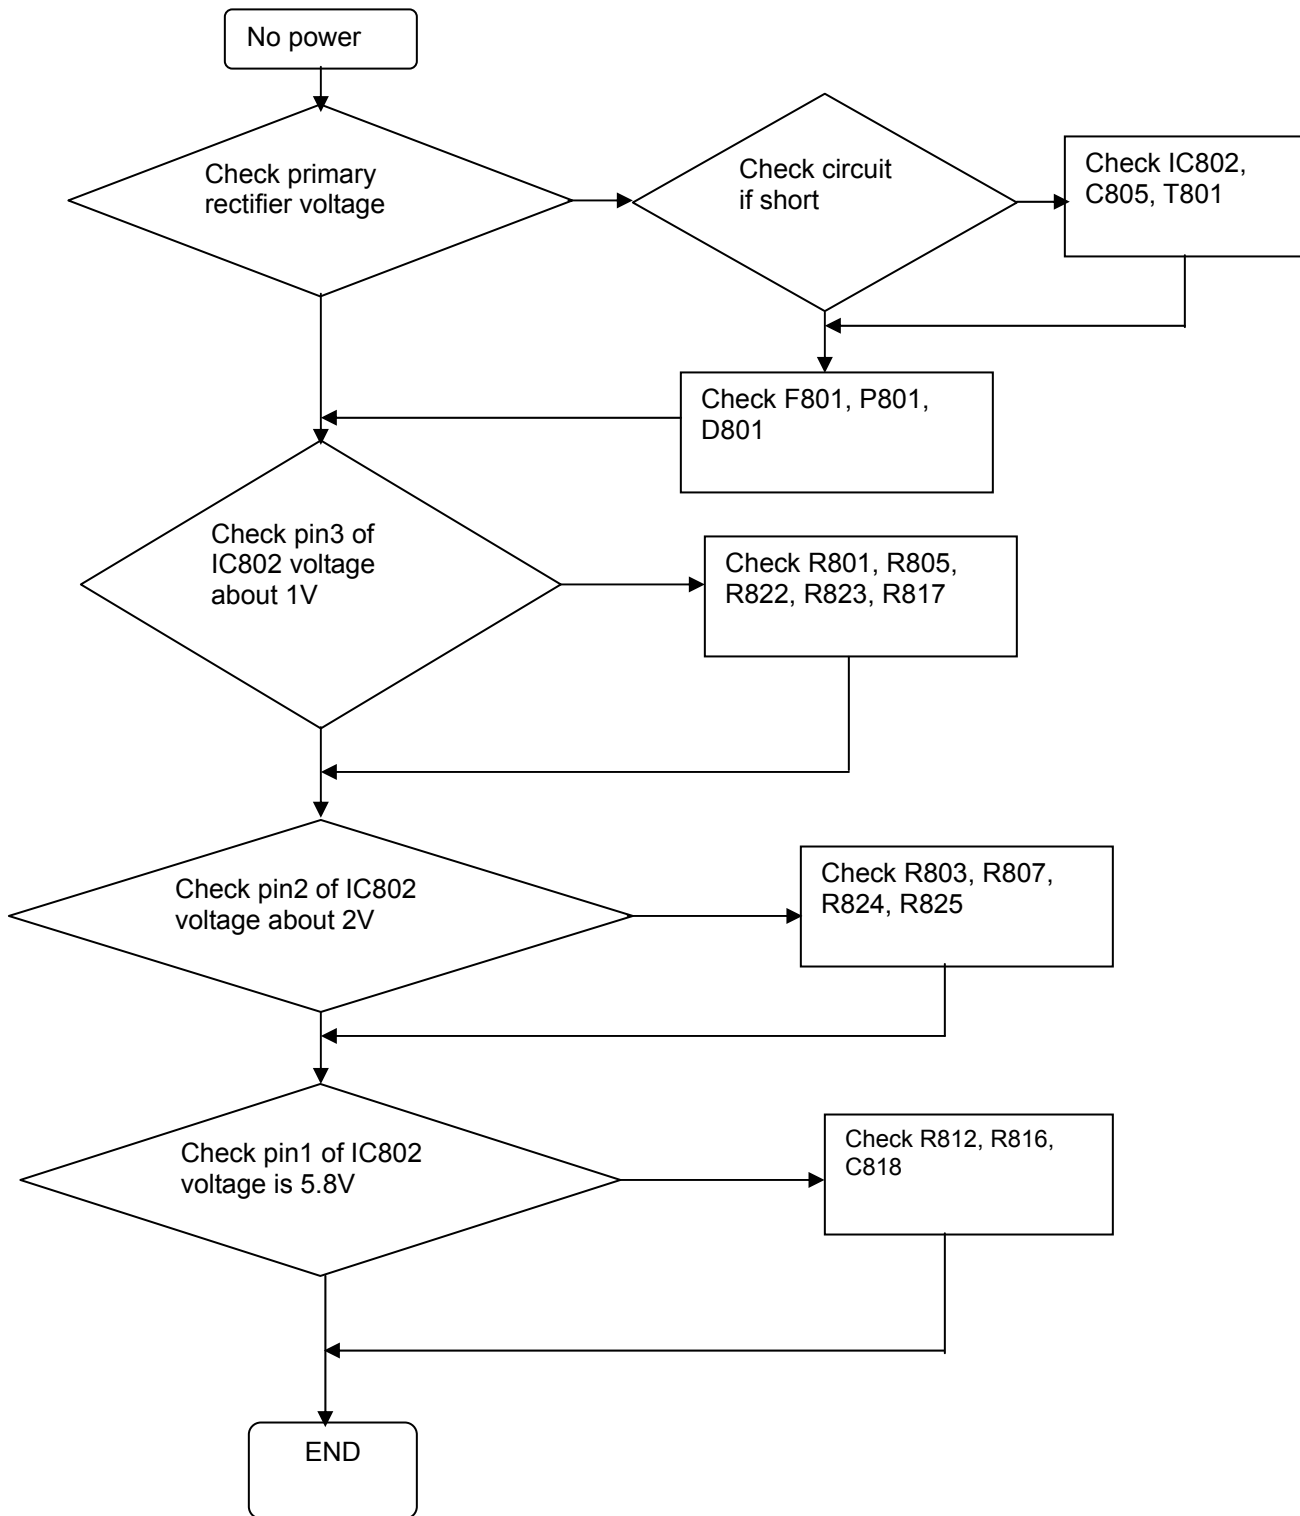 No power
Check primary
rectifier voltage
Check circuit
if short
Check IC802,
C805, T801
Check F801, P801,
D801
Check pin3 of
IC802 voltage
about 1V
Check R801, R805,
R822, R823, R817
Check pin2 of IC802
voltage about 2V
Check R803, R807,
R824, R825
Check pin1 of IC802
voltage is 5.8V
Check R812, R816,
C818
END